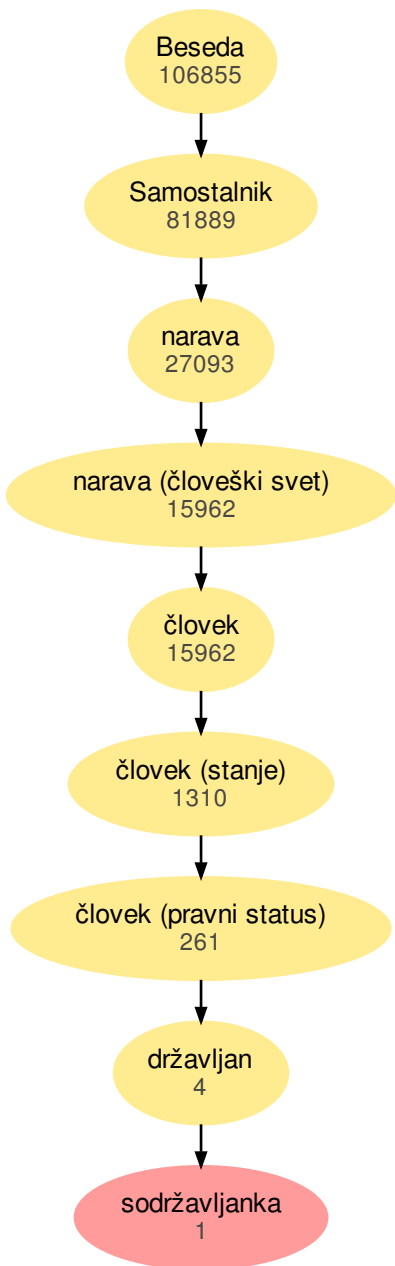 Beseda
106855
Samostalnik
81889
narava
27093
narava (človeški svet)
15962
človek
15962
človek (stanje)
1310
človek (pravni status)
261
državljan
4
sodržavljanka
1